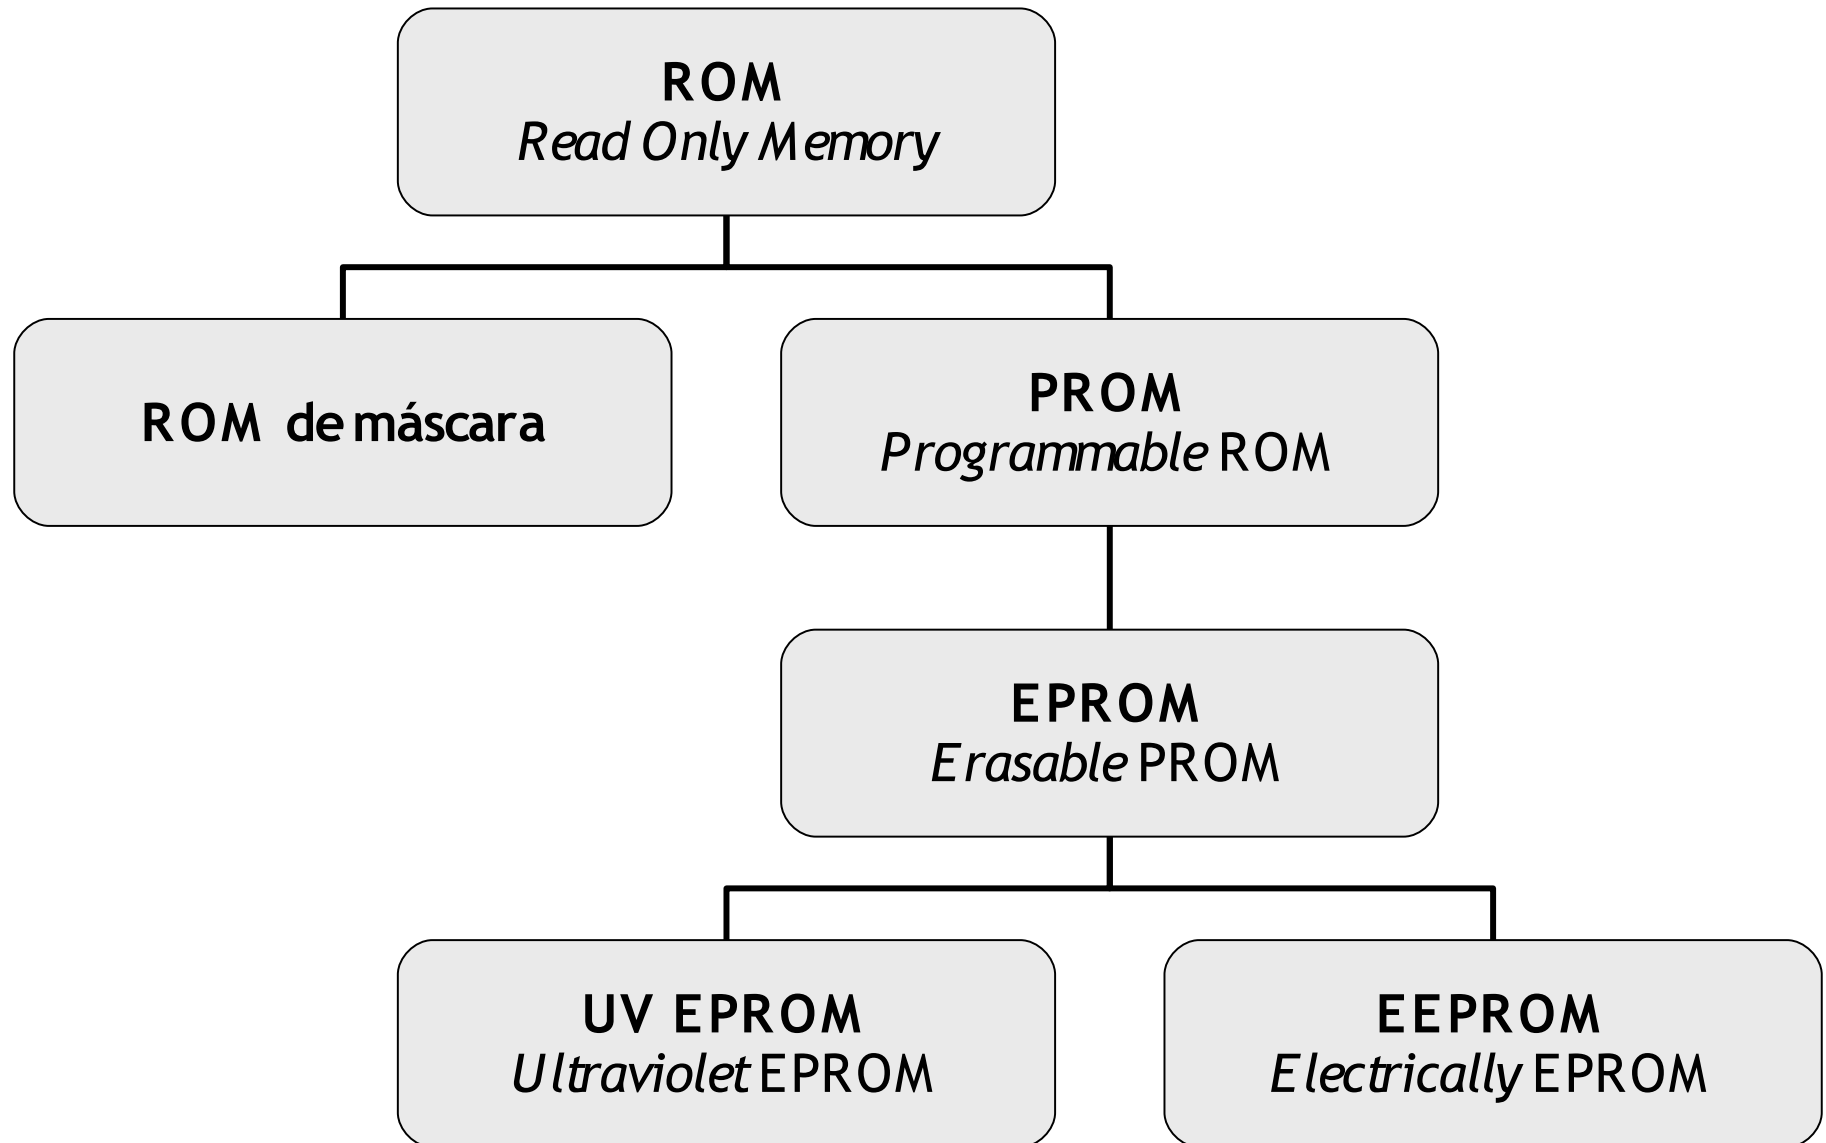 ROM
Read Only Memory
ROM de máscara
PROM
Programmable ROM
EPROM
Erasable PROM
UV EPROM
Ultraviolet EPROM
EEPROM
Electrically EPROM